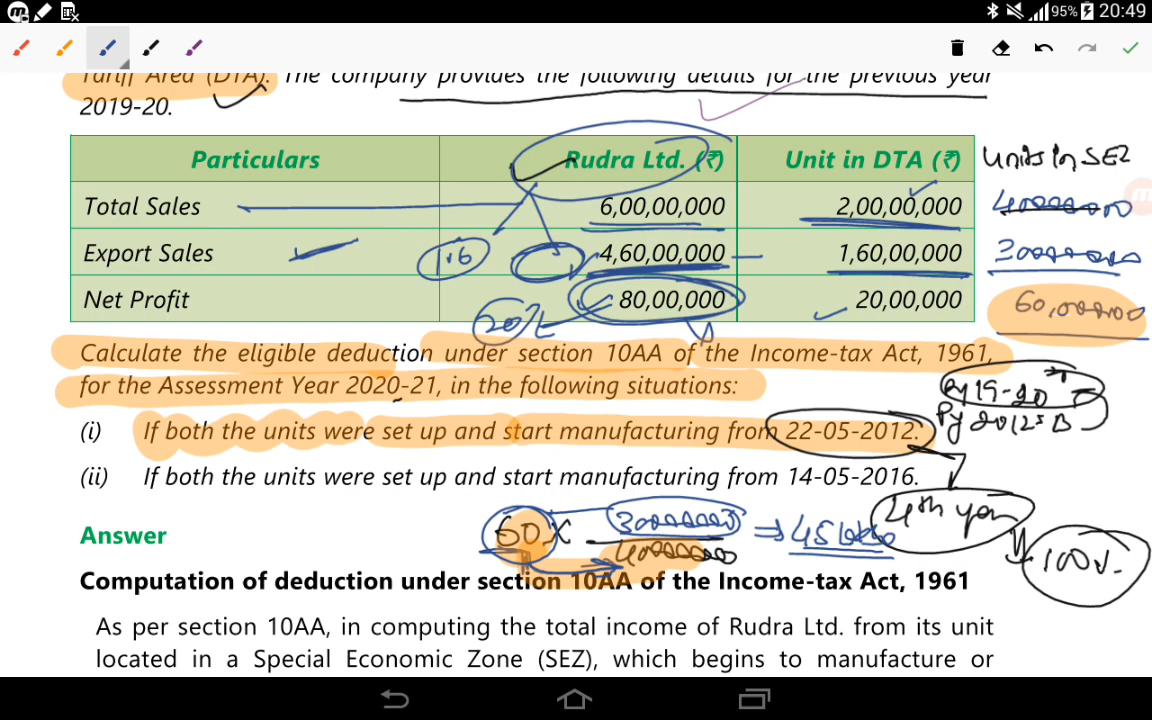 95% 20:49
Tariff Area (DTA). The company provides the following details for the previous year
2019-20.
Particulars Rudra Ltd. (₹) Unit in DTA (₹) Units in SEZ
Total Sales 6,00,00,000 2,00,00,000 40000000
Export Sales 1.6 4,60,00,000 1,60,00,000 30000000
Net Profit 80,00,000 20,00,000 60,00,000
Calculate the eligible deduction under section 10AA of the Income-tax Act, 1961,
for the Assessment Year 2020-21, in the following situations:
Py 19-20
(i) If both the units were set up and start manufacturing from 22-05-2012.
(ii) If both the units were set up and start manufacturing from 14-05-2016.
4th year
60 X 30000000
40000000
Answer
100%
Computation of deduction under section 10AA of the Income-tax Act, 1961
As per section 10AA, in computing the total income of Rudra Ltd. from its unit
located in a Special Economic Zone (SEZ), which begins to manufacture or